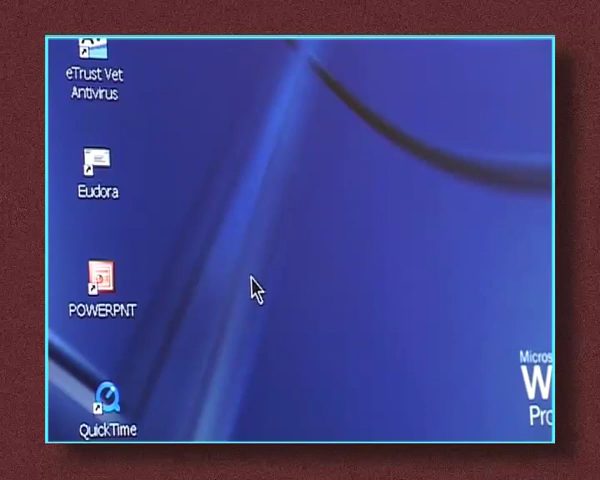 eTrust Vet
Antivirus
Eudora
POWERPNT
QuickTime
Micros
W
Pro